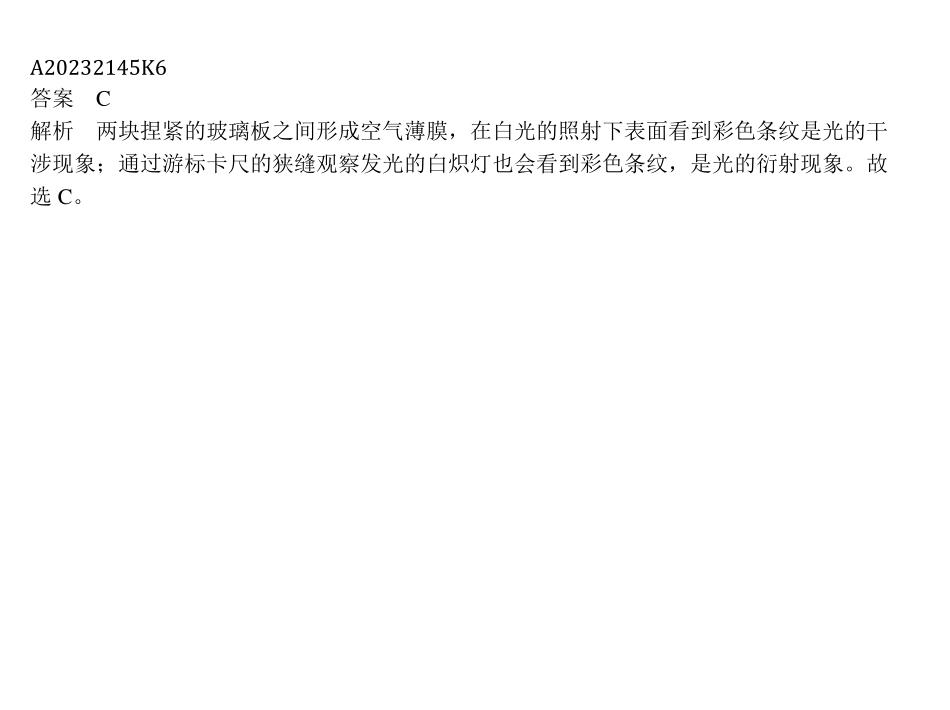 A20232145K6
答案　C
解析　两块捏紧的玻璃板之间形成空气薄膜，在白光的照射下表面看到彩色条纹是光的干
涉现象；通过游标卡尺的狭缝观察发光的白炽灯也会看到彩色条纹，是光的衍射现象。故
选 C。